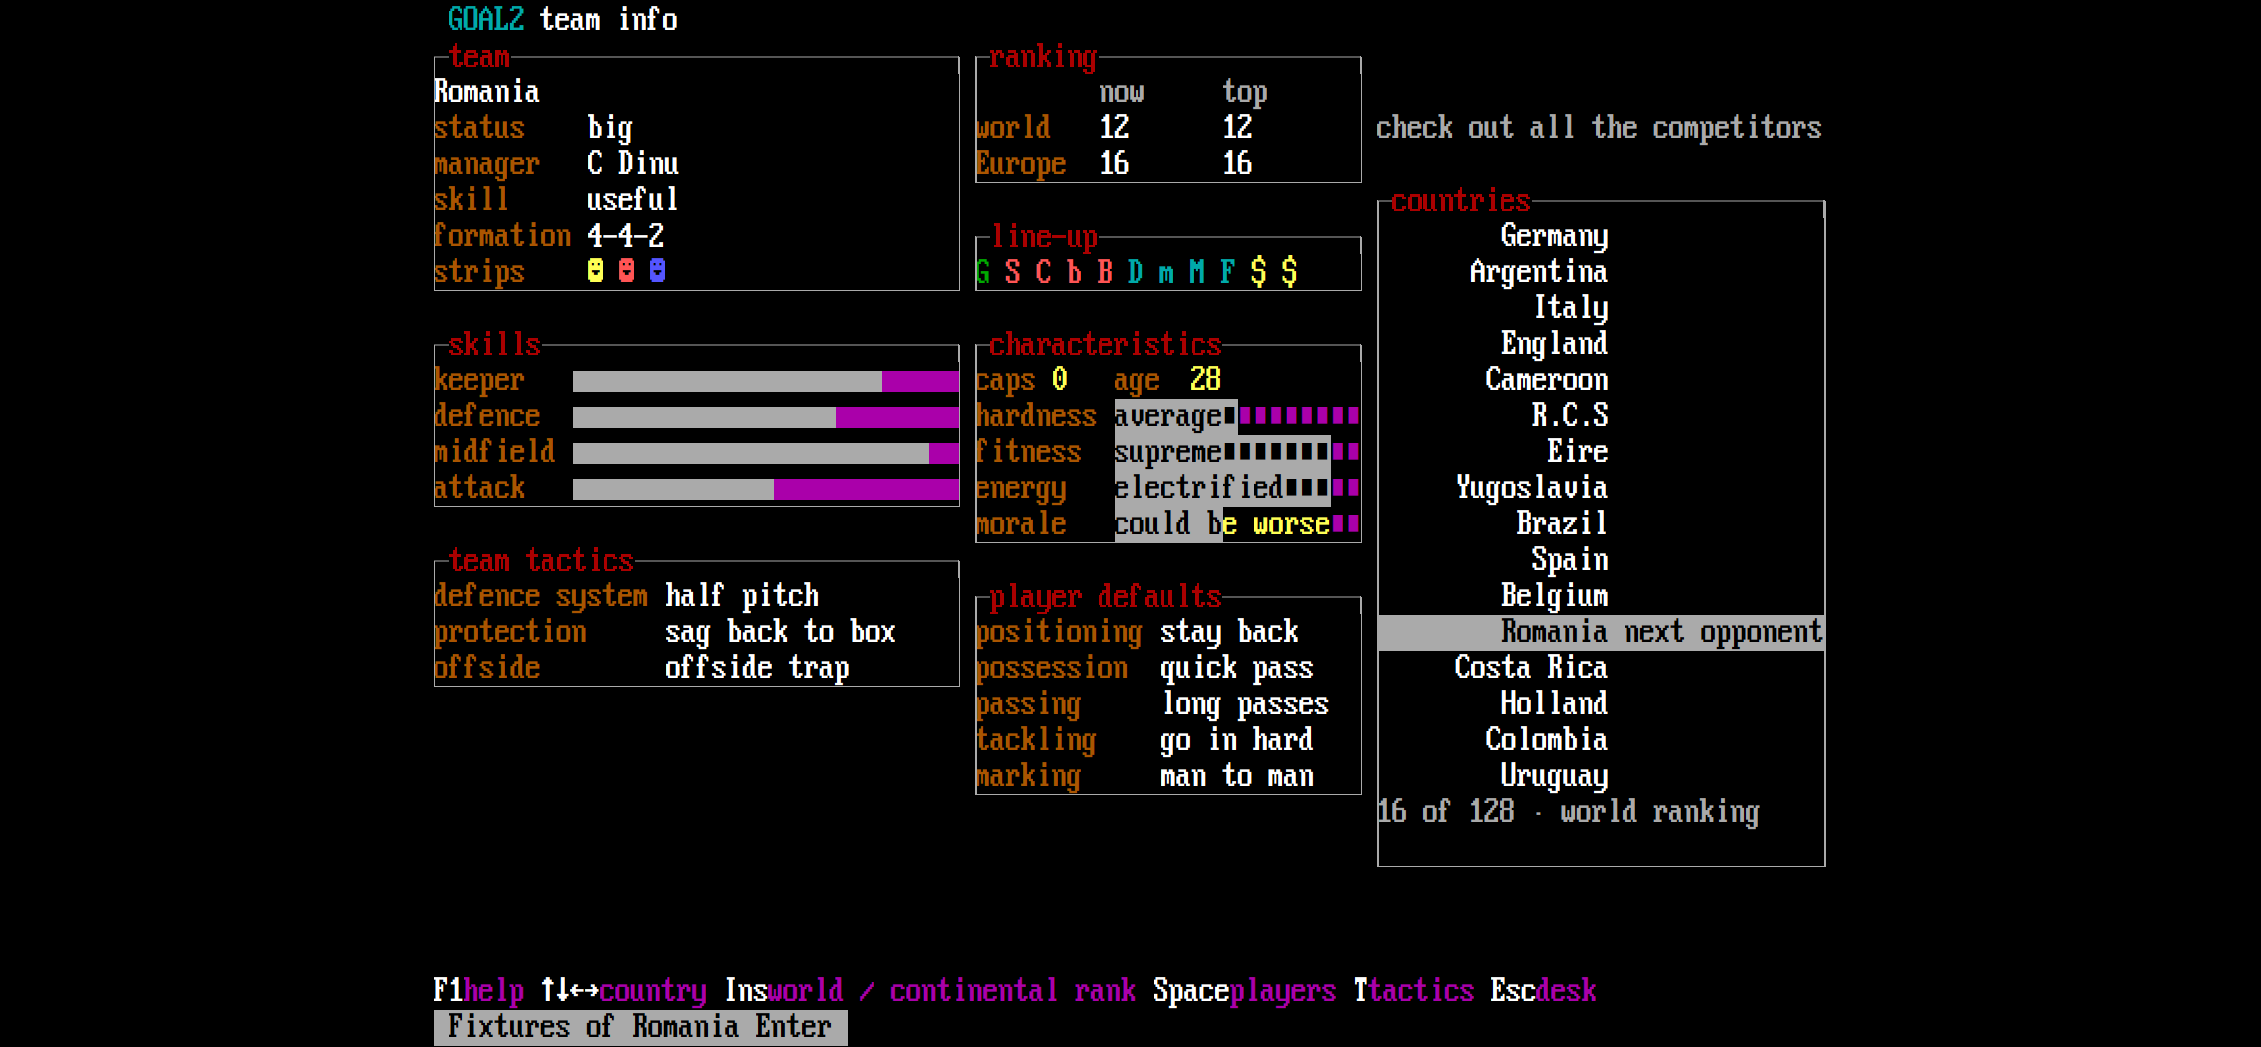 GOAL2 team info
team
Romania
status big
manager C Dinu
skill useful
formation 4-4-2
strips
skills
keeper
defence
midfield
attack
team tactics
defence system half pitch
protection sag back to box
offside offside trap
ranking
now top
world 12 12
Europe 16 16
line-up
G S C b B D m M F $ $
characteristics
caps 0 age 28
hardness average
fitness supreme
energy electrified
morale could be worse
player defaults
positioning stay back
possession quick pass
passing long passes
tackling go in hard
marking man to man
check out all the competitors
countries
Germany
Argentina
Italy
England
Cameroon
R.C.S
Eire
Yugoslavia
Brazil
Spain
Belgium
Romania next opponent
Costa Rica
Holland
Colombia
Uruguay
16 of 128 · world ranking
F1help ↑↓←→country Insworld / continental rank Spaceplayers Ttactics Escdesk
Fixtures of Romania Enter